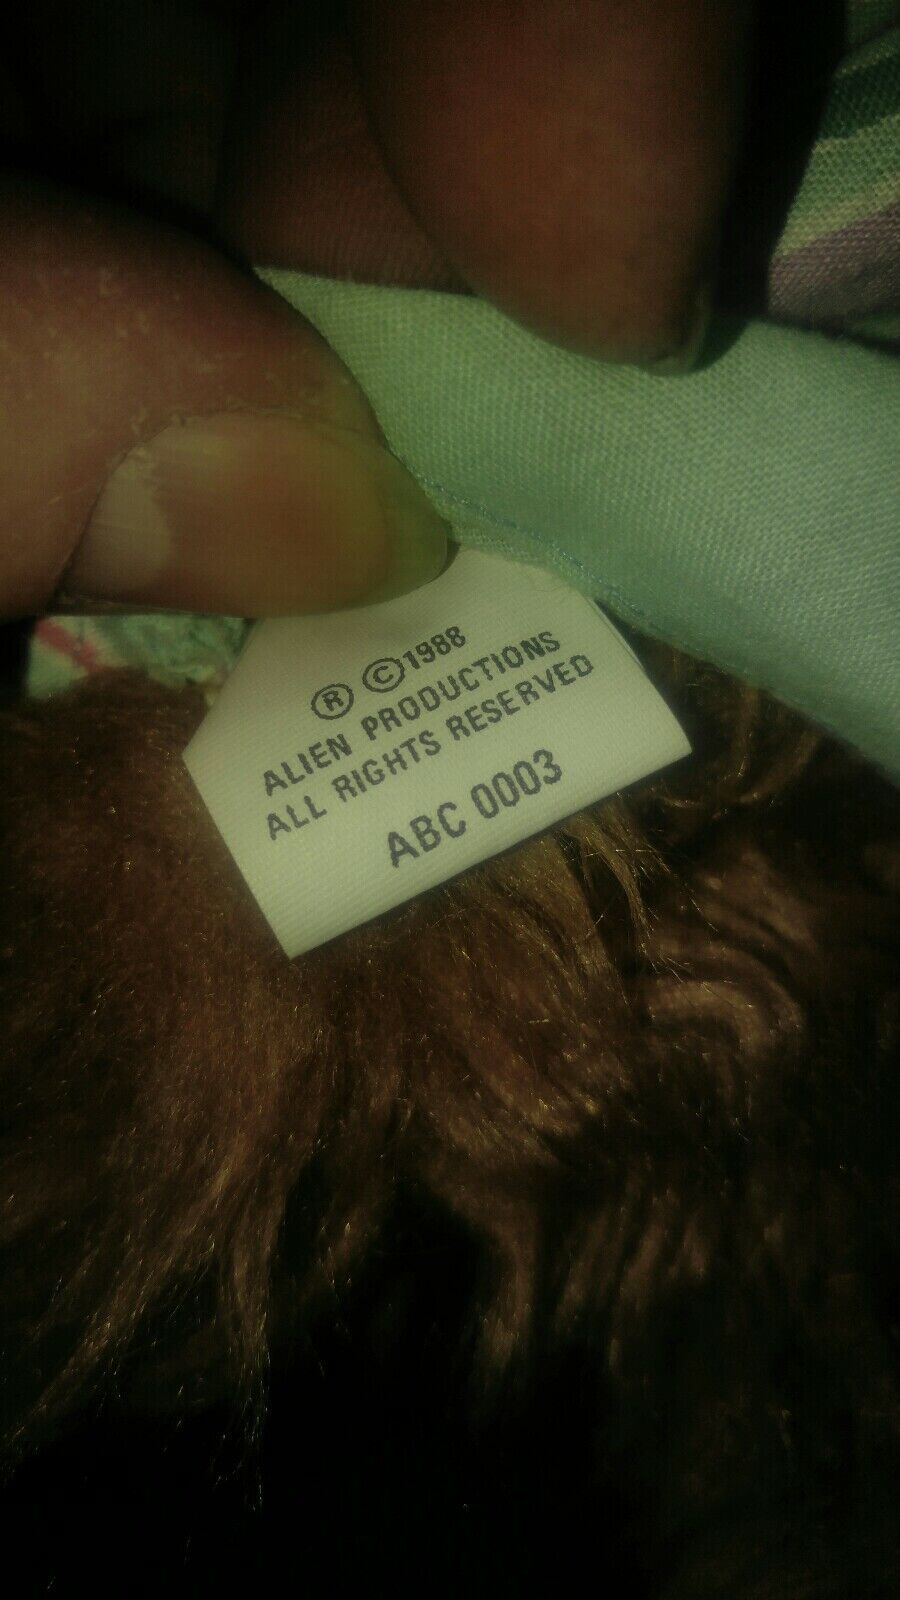 ® ©1988
ALIEN PRODUCTIONS
ALL RIGHTS RESERVED
ABC 0003